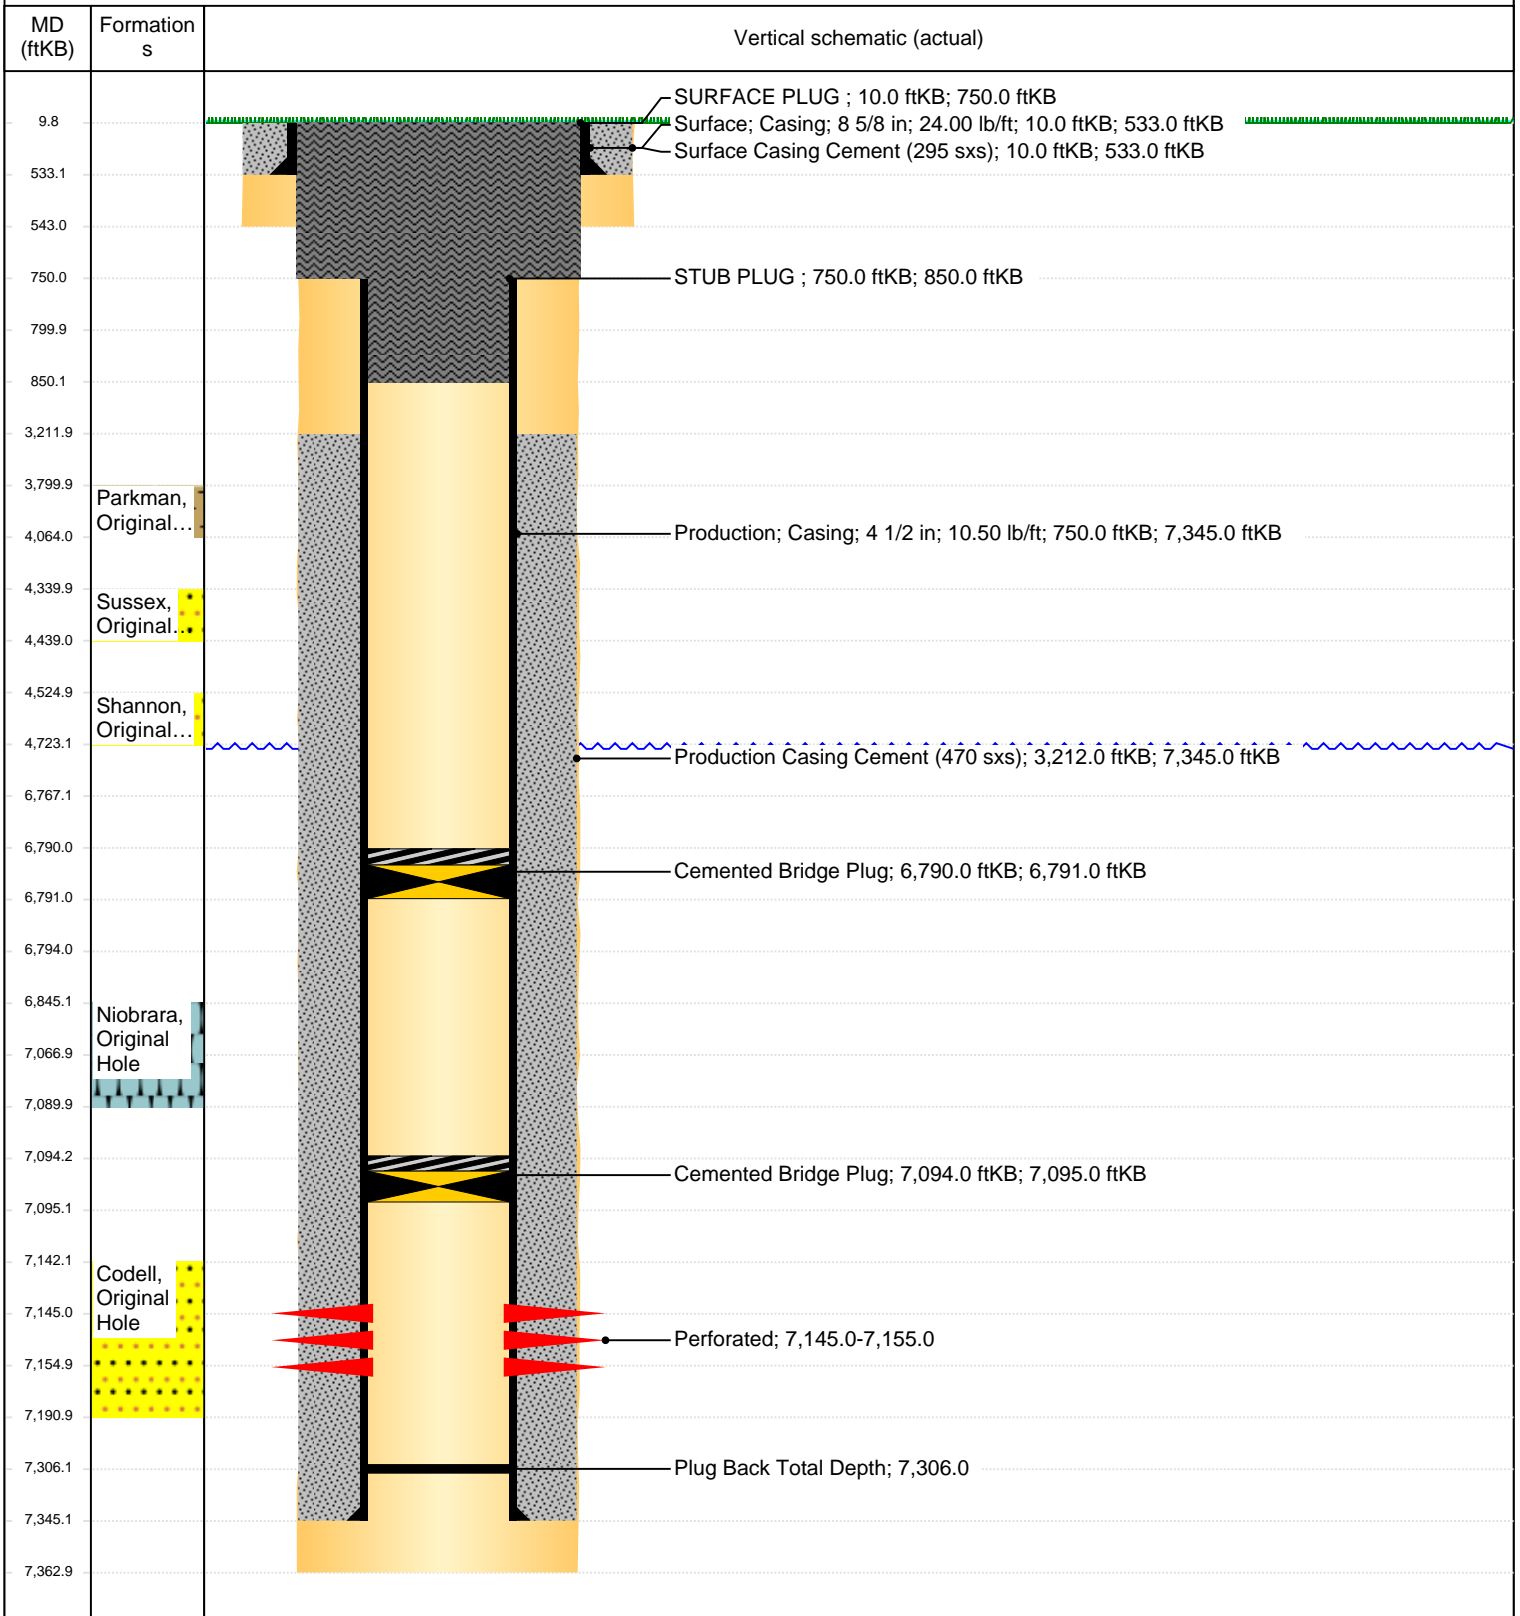 MD
(ftKB)
Formation
s
Vertical schematic (actual)
9.8
533.1
543.0
750.0
799.9
850.1
3,211.9
3,799.9
4,064.0
4,339.9
4,439.0
4,524.9
4,723.1
6,767.1
6,790.0
6,791.0
6,794.0
6,845.1
7,066.9
7,089.9
7,094.2
7,095.1
7,142.1
7,145.0
7,154.9
7,190.9
7,306.1
7,345.1
7,362.9
Parkman,
Original...
Sussex,
Original...
Shannon,
Original...
Niobrara,
Original
Hole
Codell,
Original
Hole
SURFACE PLUG ; 10.0 ftKB; 750.0 ftKB
Surface; Casing; 8 5/8 in; 24.00 lb/ft; 10.0 ftKB; 533.0 ftKB
Surface Casing Cement (295 sxs); 10.0 ftKB; 533.0 ftKB
STUB PLUG ; 750.0 ftKB; 850.0 ftKB
Production; Casing; 4 1/2 in; 10.50 lb/ft; 750.0 ftKB; 7,345.0 ftKB
Production Casing Cement (470 sxs); 3,212.0 ftKB; 7,345.0 ftKB
Cemented Bridge Plug; 6,790.0 ftKB; 6,791.0 ftKB
Cemented Bridge Plug; 7,094.0 ftKB; 7,095.0 ftKB
Perforated; 7,145.0-7,155.0
Plug Back Total Depth; 7,306.0